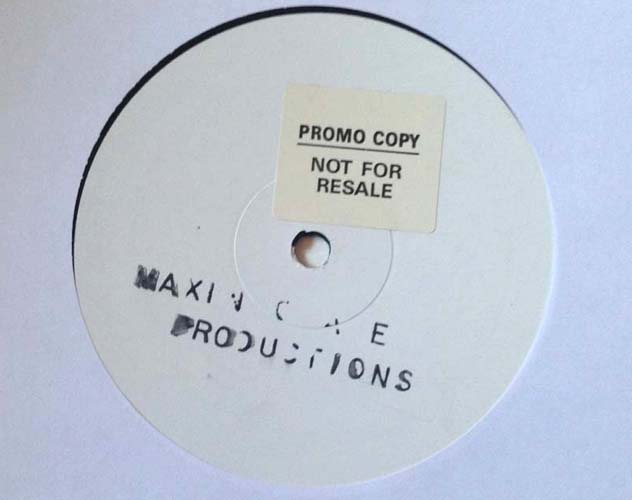 PROMO COPY
NOT FOR
RESALE
PRODUCTIONS